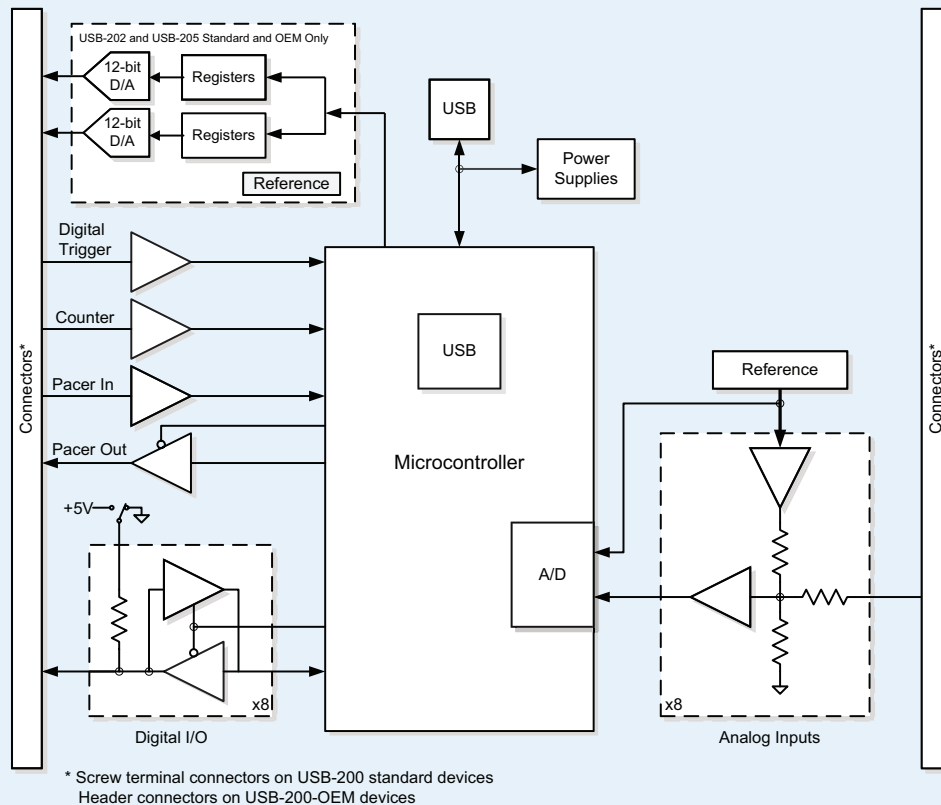 USB-202 and USB-205 Standard and OEM Only
12-bit
D/A
Registers
12-bit
D/A
Registers
Reference
USB
Power
Supplies
Digital
Trigger
Counter
Pacer In
Pacer Out
+5V
Connectors*
USB
Microcontroller
A/D
Reference
Connectors*
x8
Digital I/O
x8
Analog Inputs
* Screw terminal connectors on USB-200 standard devices
Header connectors on USB-200-OEM devices